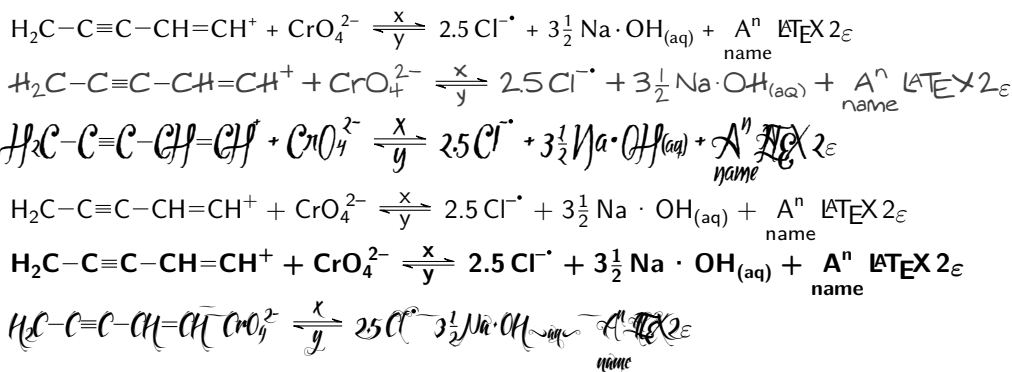 H₂C−C≡C−CH=CH⁺ + CrO₄²⁻ x ⇌ y 2.5 Cl⁻• + 3½ Na · OH(aq) + Aⁿ name LATEX 2ε
H₂C−C≡C−CH=CH⁺ + CrO₄²⁻ x ⇌ y 2.5 Cl⁻• + 3½ Na · OH(aq) + Aⁿ name LATEX 2ε
H₂C−C=C−CH=CH⁺ + CrO₄²⁻ x ⇌ y 2.5 Cl⁻• + 3½ Na • OH(aq) + Aⁿ name LATEX 2ε
H₂C−C≡C−CH=CH⁺ + CrO₄²⁻ x ⇌ y 2.5 Cl⁻• + 3½ Na · OH(aq) + Aⁿ name LATEX 2ε
H₂C−C≡C−CH=CH⁺ + CrO₄²⁻ x ⇌ y 2.5 Cl⁻• + 3½ Na · OH(aq) + Aⁿ name LATEX 2ε
H₂C−C≡C−CH=CH CrO₄²⁻ x ⇌ y 2.5 Cl⁻• 3½ Na · OH aq Aⁿ name LATEX 2ε